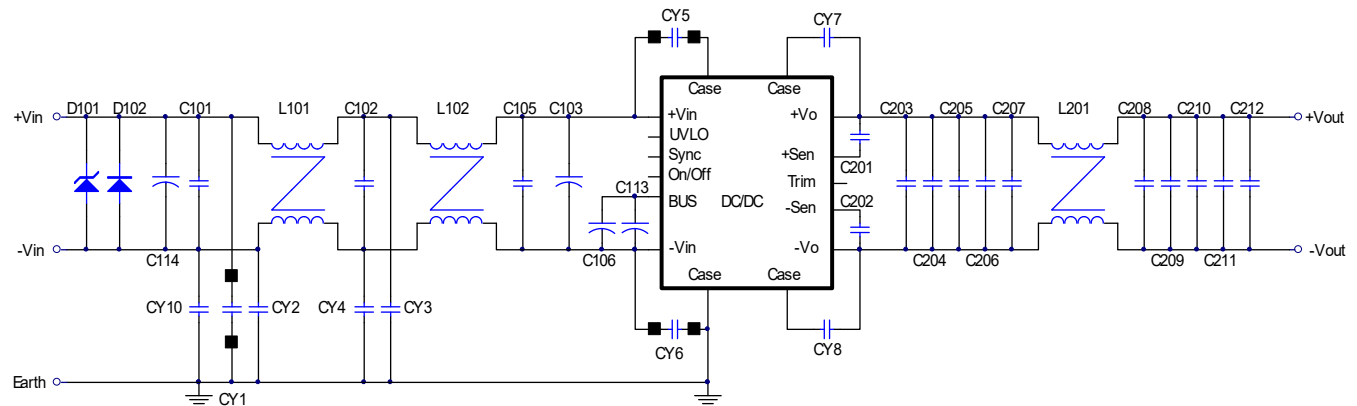 CY5
CY7
Case
Case
D101
D102
C101
L101
C102
L102
C105
C103
C203
C205
C207
L201
C208
C210
C212
+Vin
+Vin
+Vo
+Vout
UVLO
Sync
+Sen
C201
On/Off
Trim
C113
BUS
DC/DC
-Sen
C202
-Vin
-Vin
-Vo
-Vout
C114
C106
C204
C206
C209
C211
Case
Case
CY10
CY2
CY4
CY3
CY6
CY8
Earth
CY1